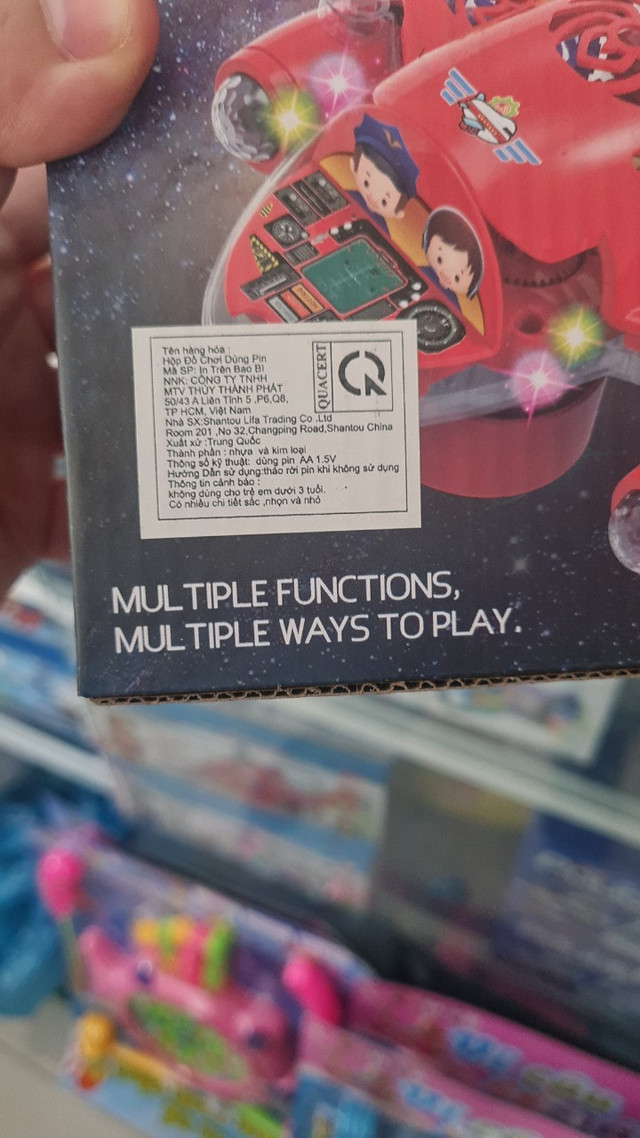 Tên hàng hóa :
Hộp Đồ Chơi Dùng Pin
Mã SP: In Trên Bao Bì
NNK: CÔNG TY TNHH
MTV THÚY THÀNH PHÁT
50/43 A Liên Tỉnh 5 ,P6,Q8,
TP HCM, Việt Nam
Nhà SX:Shantou Lifa Trading Co .Ltd
Room 201 ,No 32,Changping Road,Shantou China
Xuất xứ :Trung Quốc
Thành phần : nhựa và kim loại
Thông số kỹ thuật: dùng pin AA 1.5V
Hướng Dẫn sử dụng:tháo rời pin khi không sử dụng
Thông tin cảnh báo :
không dùng cho trẻ em dưới 3 tuổi.
Có nhiều chi tiết sắc ,nhọn và nhỏ
QUACERT
MULTIPLE FUNCTIONS,
MULTIPLE WAYS TO PLAY.